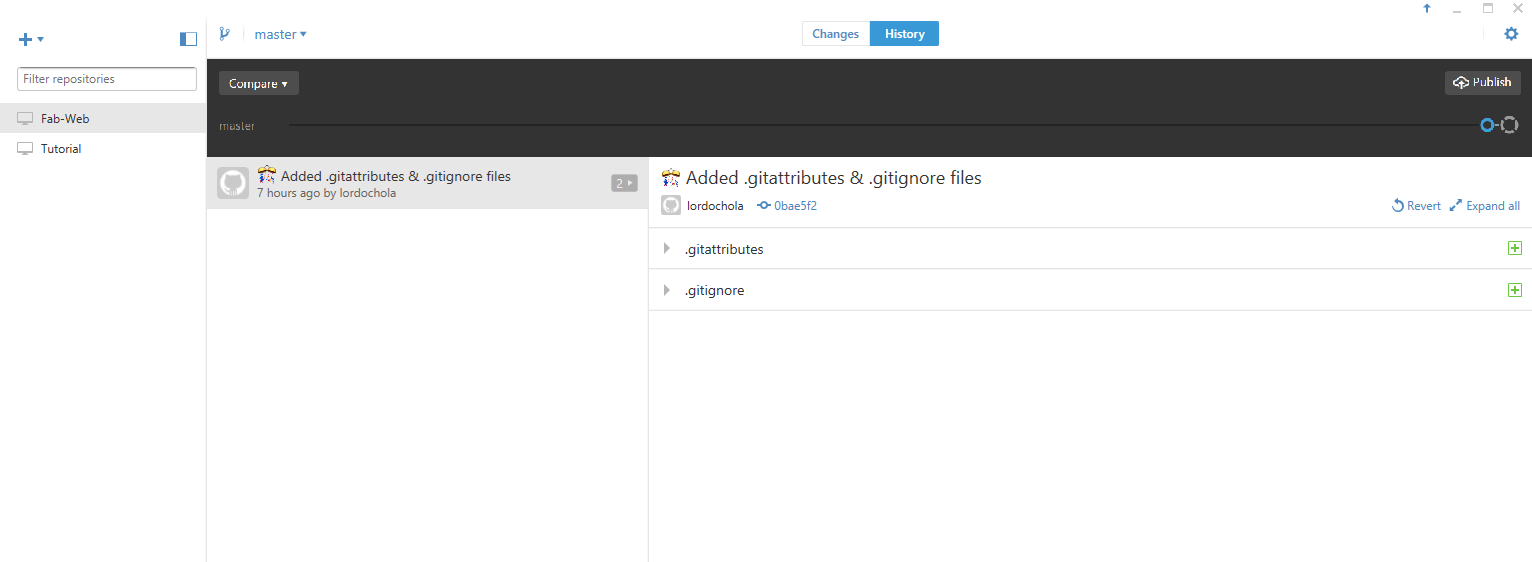 master
Changes
History
Filter repositories
Compare
Publish
Fab-Web
master
Tutorial
Added .gitattributes & .gitignore files
7 hours ago by lordochola
2
Added .gitattributes & .gitignore files
lordochola
0bae5f2
Revert
Expand all
.gitattributes
.gitignore